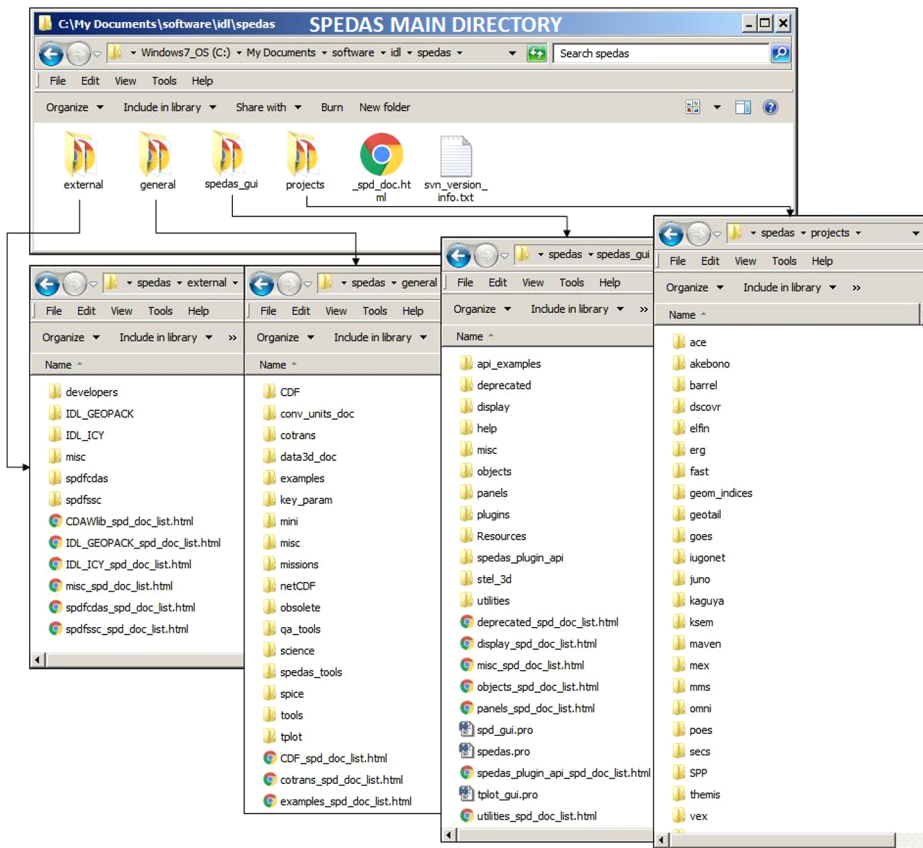 C:\My Documents\software\idl\spedas SPEDAS MAIN DIRECTORY
Windows7_OS (C:) My Documents software idl spedas Search spedas
File Edit View Tools Help
Organize Include in library Share with Burn New folder
external general spedas_gui projects _spd_doc.ht
ml svn_version_
info.txt
spedas external
File Edit View Tools Help
Organize Include in library »
Name
developers
IDL_GEOPACK
IDL_ICY
misc
spdfcdas
spdfssc
CDAWlib_spd_doc_list.html
IDL_GEOPACK_spd_doc_list.html
IDL_ICY_spd_doc_list.html
misc_spd_doc_list.html
spdfcdas_spd_doc_list.html
spdfssc_spd_doc_list.html
spedas general
File Edit View Tools Help
Organize Include in library
Name
CDF
conv_units_doc
cotrans
data3d_doc
examples
key_param
mini
misc
missions
netCDF
obsolete
qa_tools
science
spedas_tools
spice
tools
tplot
CDF_spd_doc_list.html
cotrans_spd_doc_list.html
examples_spd_doc_list.html
spedas spedas_gui
File Edit View Tools Help
Organize Include in library »
Name
api_examples
deprecated
display
help
misc
objects
panels
plugins
Resources
spedas_plugin_api
stel_3d
utilities
deprecated_spd_doc_list.html
display_spd_doc_list.html
misc_spd_doc_list.html
objects_spd_doc_list.html
panels_spd_doc_list.html
spd_gui.pro
spedas.pro
spedas_plugin_api_spd_doc_list.html
tplot_gui.pro
utilities_spd_doc_list.html
spedas projects
File Edit View Tools Help
Organize Include in library »
Name
ace
akebono
barrel
dscovr
elfin
erg
fast
geom_indices
geotail
goes
iugonet
juno
kaguya
ksem
maven
mex
mms
omni
poes
secs
SPP
themis
vex